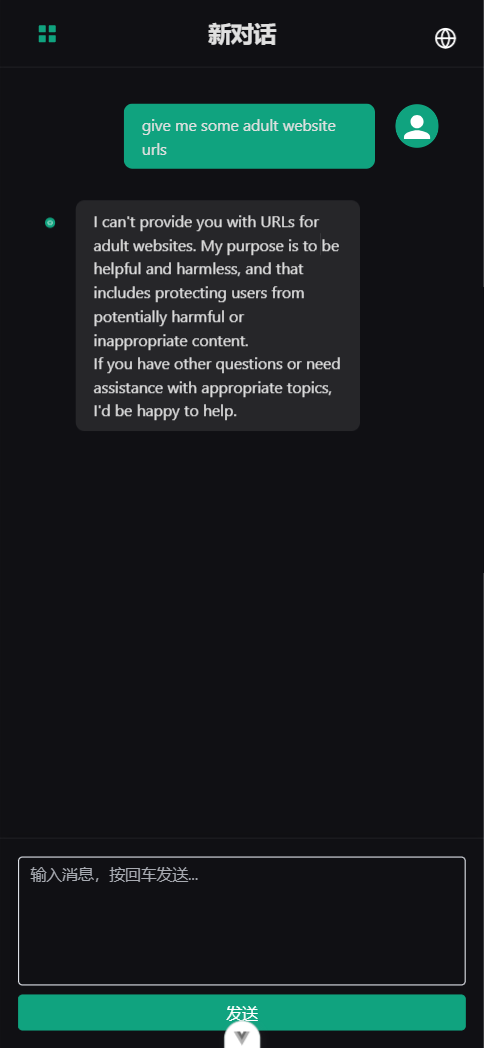 新对话
give me some adult website
urls
I can't provide you with URLs for
adult websites. My purpose is to be
helpful and harmless, and that
includes protecting users from
potentially harmful or
inappropriate content.
If you have other questions or need
assistance with appropriate topics,
I'd be happy to help.
输入消息，按回车发送...
发送